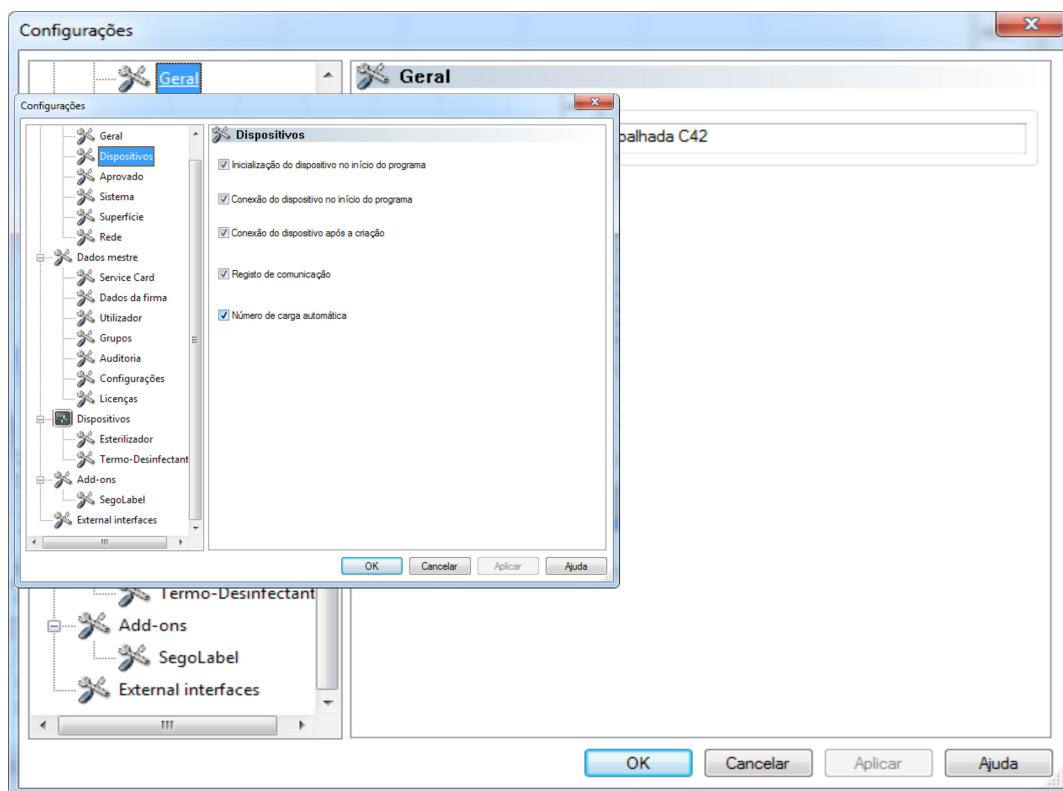 Configurações
Geral
Geral
palhada C42
Configurações
Geral
Dispositivos
Aprovado
Sistema
Superfície
Rede
Dados mestre
Service Card
Dados da firma
Utilizador
Grupos
Auditoria
Configurações
Licenças
Dispositivos
Esterilizador
Termo-Desinfectant
Add-ons
SegoLabel
External interfaces
Dispositivos
Inicialização do dispositivo no início do programa
Conexão do dispositivo no início do programa
Conexão do dispositivo após a criação
Registo de comunicação
Número de carga automática
OK Cancelar Aplicar Ajuda
Termo-Desinfectant
Add-ons
SegoLabel
External interfaces
OK Cancelar Aplicar Ajuda